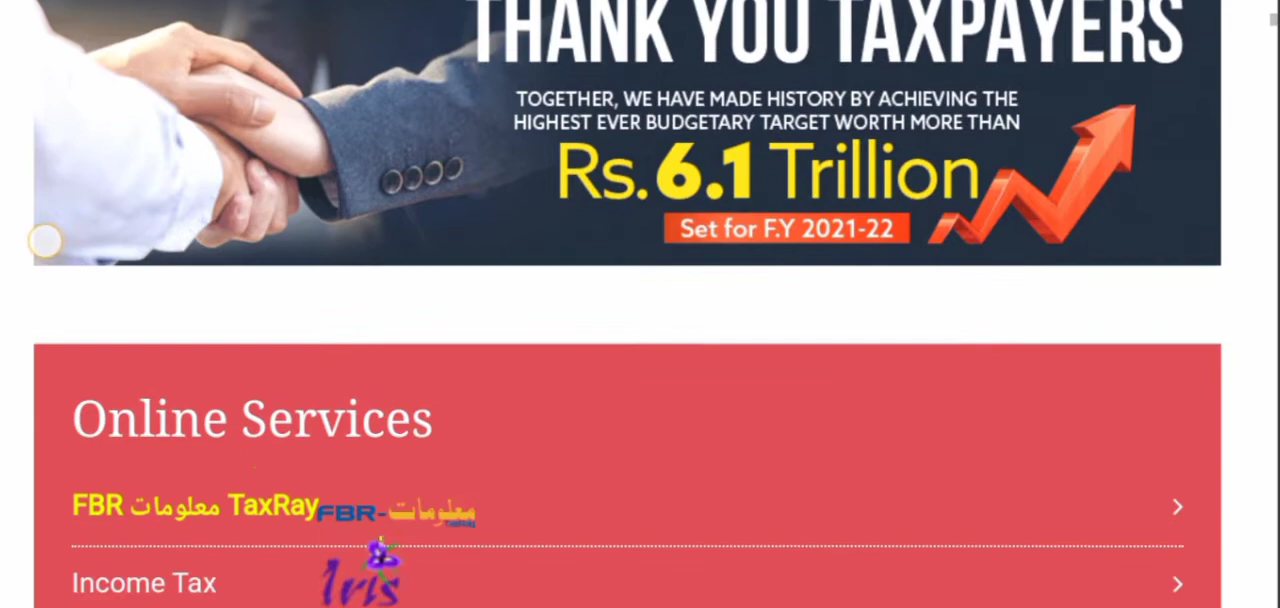 THANK YOU TAXPAYERS
TOGETHER, WE HAVE MADE HISTORY BY ACHIEVING THE
HIGHEST EVER BUDGETARY TARGET WORTH MORE THAN
Rs. 6.1 Trillion
Set for F.Y 2021-22
Online Services
FBR معلومات TaxRay FBR-معلومات
Income Tax Iris